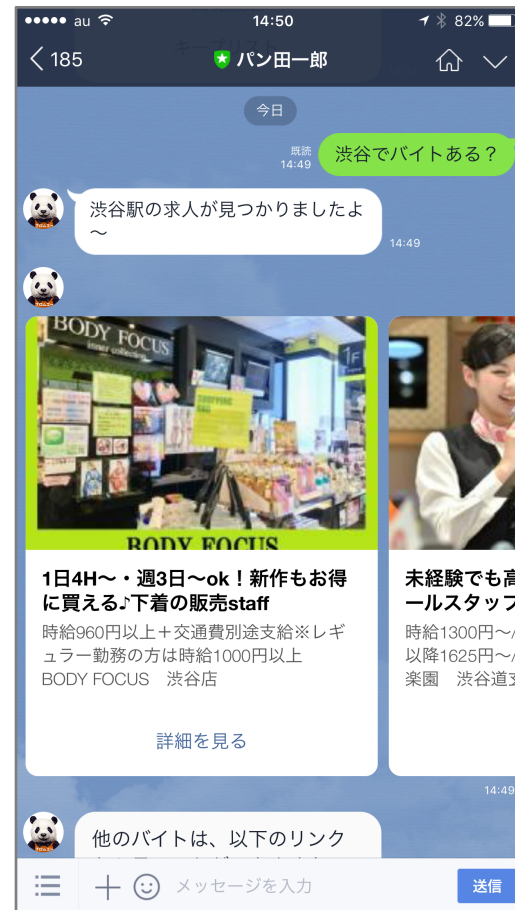 au
14:50
82%
185
パン田一郎
今日
渋谷でバイトある？
既読
14:49
渋谷駅の求人が見つかりましたよ
〜
14:49
BODY FOCUS
inner collection
1F
SHOPPING
BAG
BODY FOCUS
1日4H〜・週3日〜ok！新作もお得
に買える♪下着の販売staff
時給960円以上＋交通費別途支給※レギ
ュラー勤務の方は時給1000円以上
BODY FOCUS　渋谷店
詳細を見る
未経験でも高
ールスタッフ
時給1300円〜/
以降1625円〜/
楽園　渋谷道
14:49
他のバイトは、以下のリンク
メッセージを入力
送信